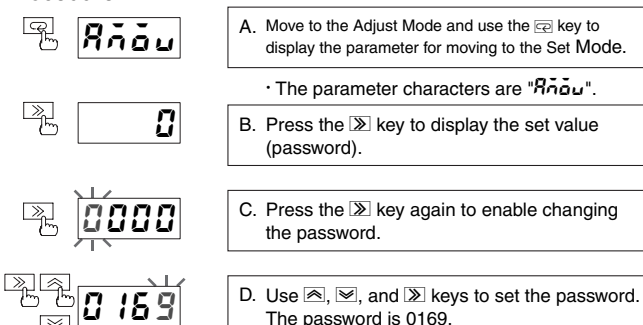 A. Move to the Adjust Mode and use the key to
display the parameter for moving to the Set Mode.
· The parameter characters are "".
B. Press the key to display the set value
(password).
0
C. Press the key again to enable changing
the password.
0000
D. Use , , and keys to set the password.
The password is 0169.
0169